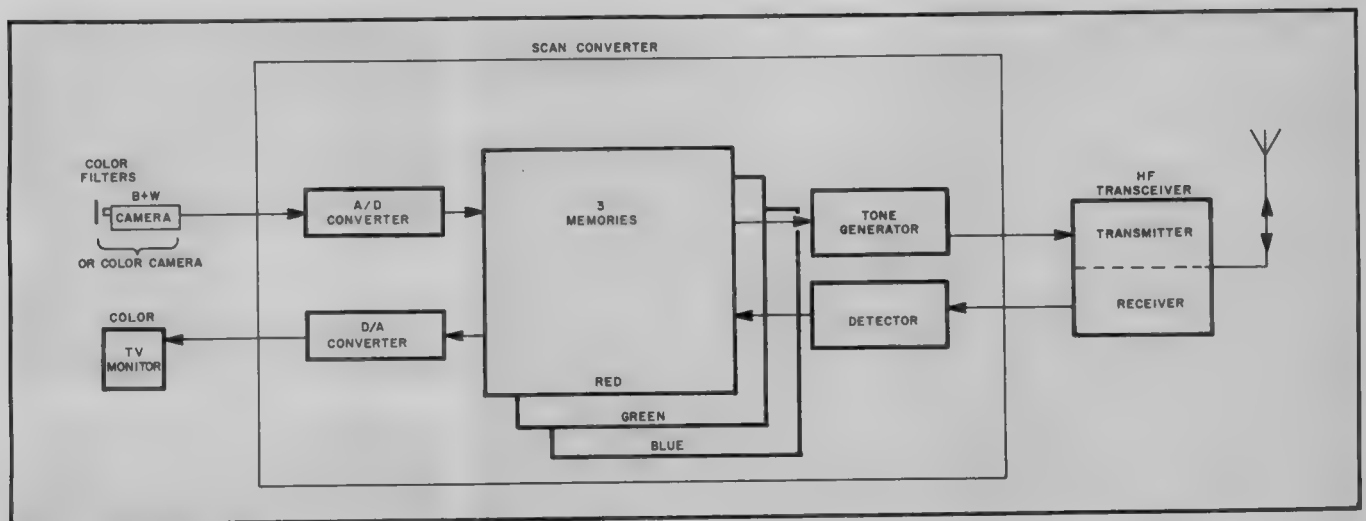 SCAN CONVERTER
COLOR
FILTERS
B+W
CAMERA
OR COLOR CAMERA
A/D
CONVERTER
3
MEMORIES
TONE
GENERATOR
HF
TRANSCEIVER
TRANSMITTER
RECEIVER
COLOR
TV
MONITOR
D/A
CONVERTER
DETECTOR
RED
GREEN
BLUE